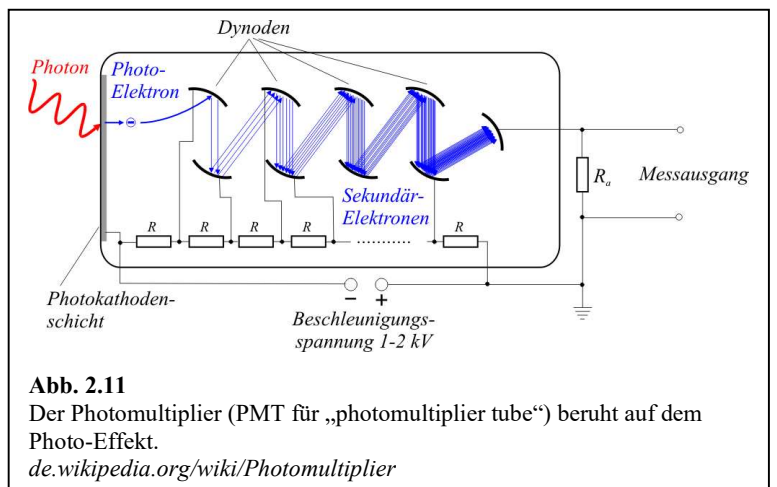 Dynoden
Photon
Photo-
Elektron
Sekundär-
Elektronen
R_a
Messausgang
R
R
R
R
............
R
Photokathoden-
schicht
− +
Beschleunigungs-
spannung 1-2 kV
Abb. 2.11
Der Photomultiplier (PMT für „photomultiplier tube“) beruht auf dem
Photo-Effekt.
de.wikipedia.org/wiki/Photomultiplier